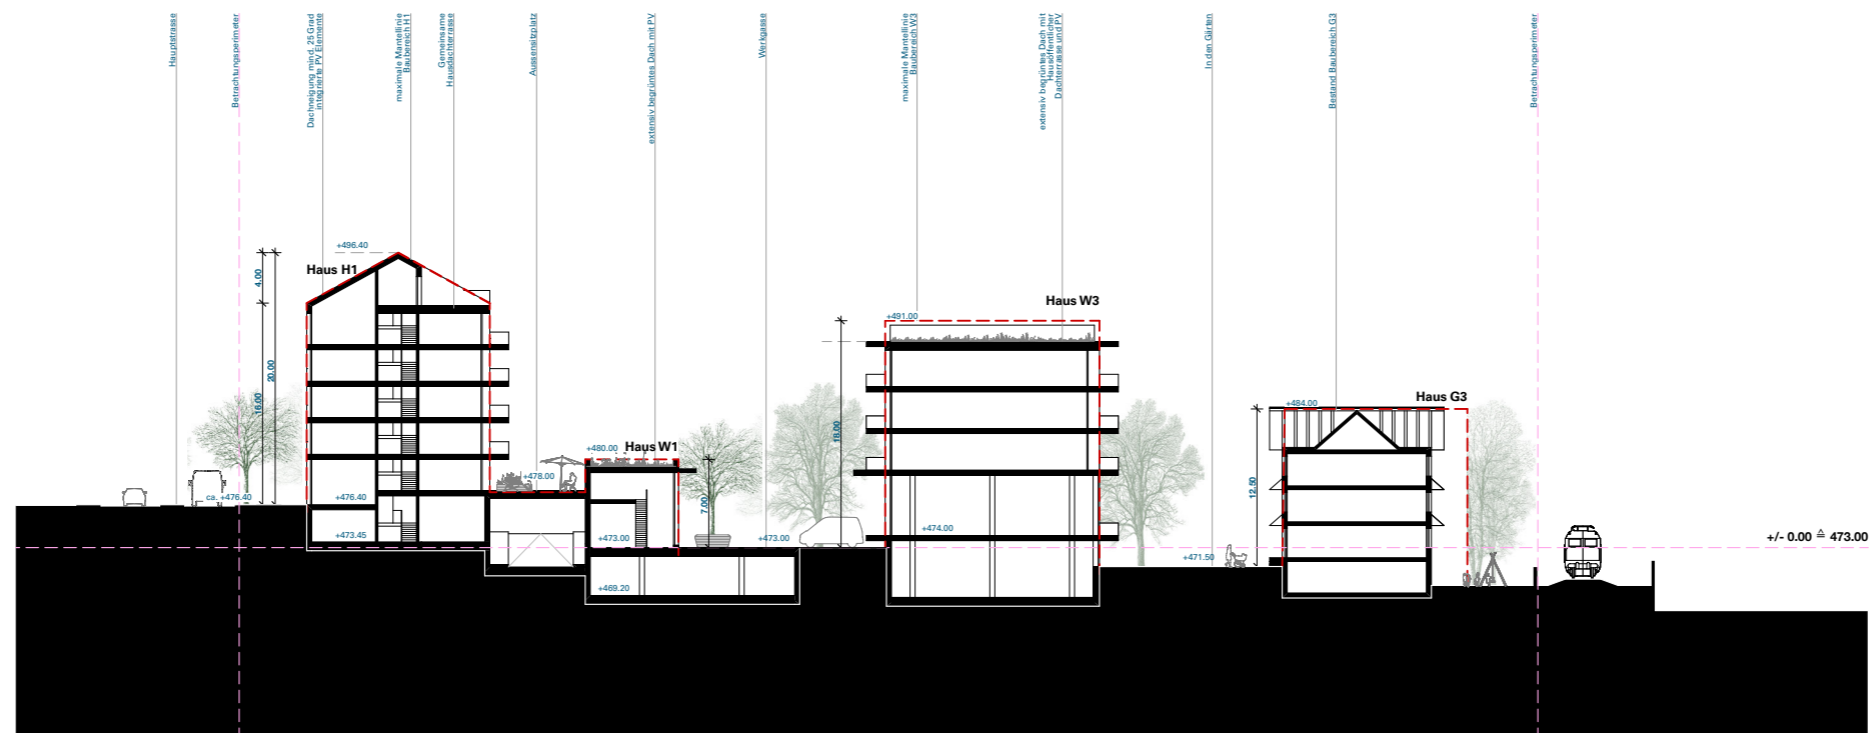 Hauptstrasse
Betrachtungsperimeter
Dachneigung mind. 25 Grad
integrierte PV Elemente
maximale Mantellinie
Baubereich H1
Gemeinsame
Hausdachterrasse
Aussensitzplatz
extensiv begrüntes Dach mit PV
Werkgasse
maximale Mantellinie
Baubereich W3
extensiv begrüntes Dach mit
Hausöffentlicher
Dachterrasse und PV
In den Gärten
Bestand Baubereich G3
Betrachtungsperimeter
+496.40
Haus H1
4.00
20.00
16.00
ca. +476.40
+476.40
+473.45
+478.00
+480.00
Haus W1
7.00
+473.00
+469.20
+473.00
18.00
+491.00
Haus W3
+474.00
+471.50
12.50
+484.00
Haus G3
+/- 0.00 ≙ 473.00